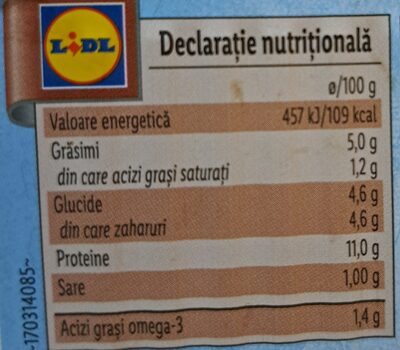 LiDL
Declarație nutrițională
ø/100 g
Valoare energetică 457 kJ/109 kcal
Grăsimi 5,0 g
din care acizi grași saturați 1,2 g
Glucide 4,6 g
din care zaharuri 4,6 g
Proteine 11,0 g
Sare 1,00 g
Acizi grași omega-3 1,4 g
-170314085~